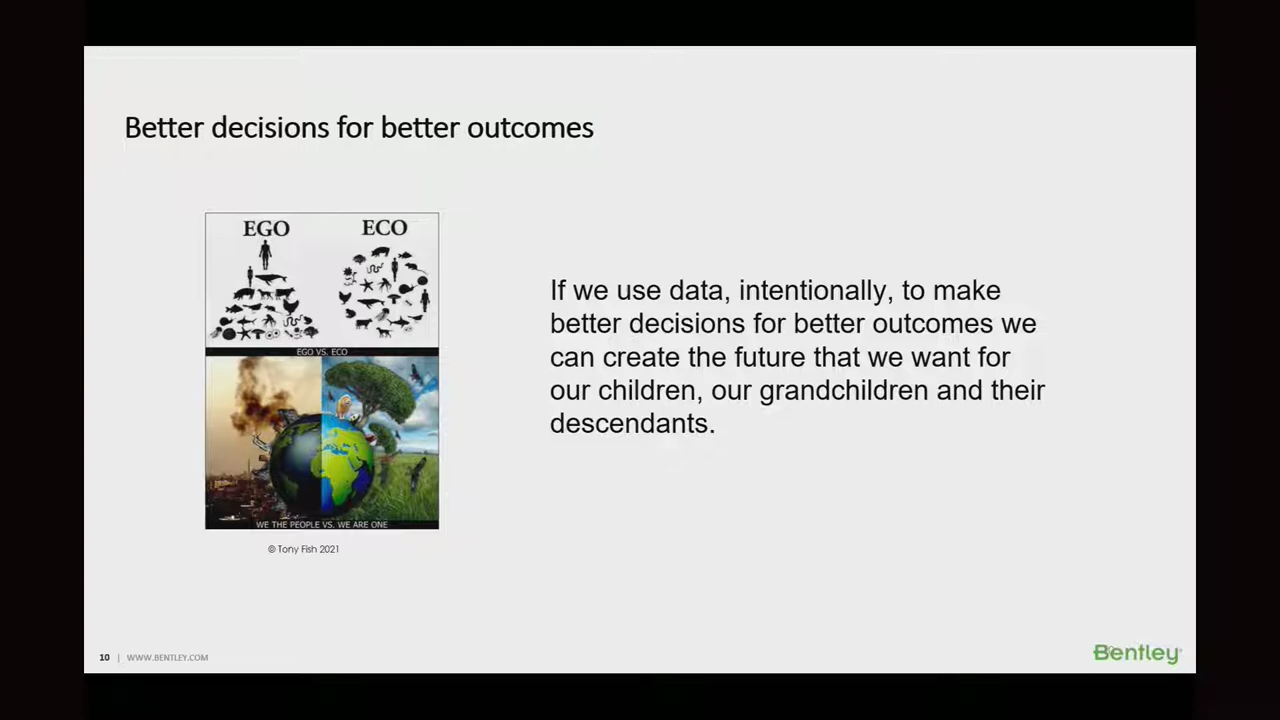 Better decisions for better outcomes
EGO
ECO
EGO VS. ECO
WE THE PEOPLE VS. WE ARE ONE
© Tony Fish 2021
If we use data, intentionally, to make
better decisions for better outcomes we
can create the future that we want for
our children, our grandchildren and their
descendants.
10 | WWW.BENTLEY.COM
Bentley